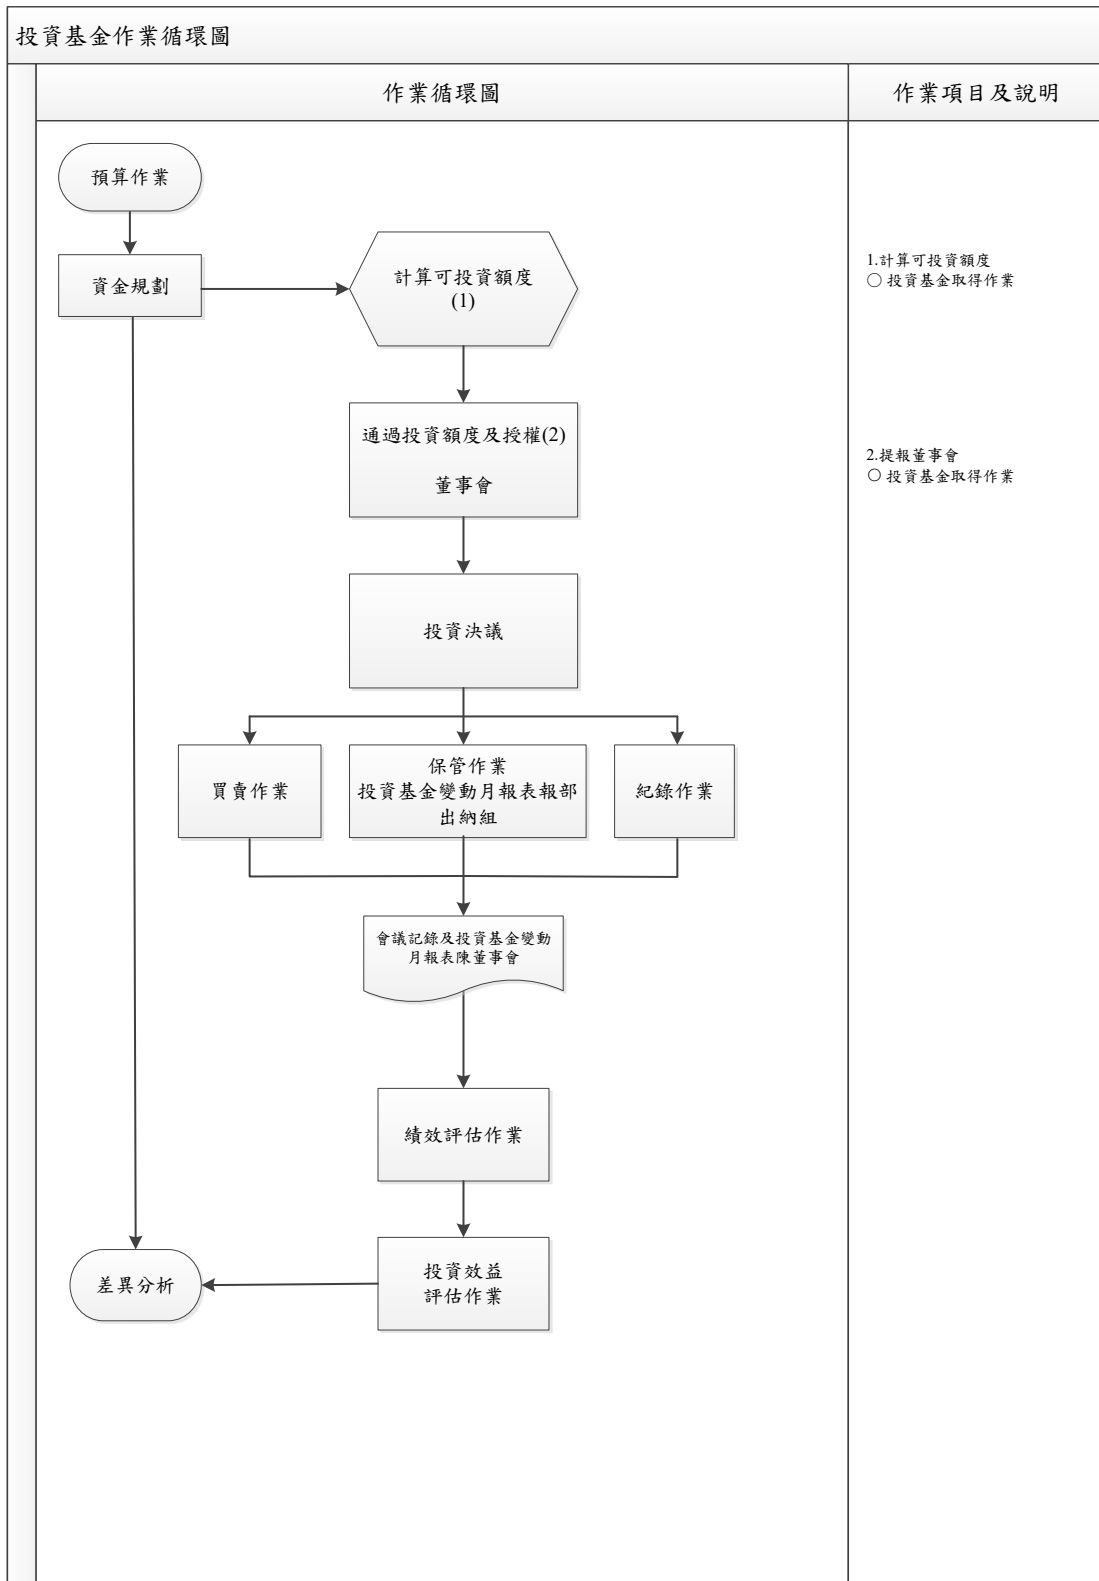 投資基金作業循環圖
作業循環圖
作業項目及說明
預算作業
資金規劃
計算可投資額度
(1)
1.計算可投資額度
○ 投資基金取得作業
通過投資額度及授權(2)
董事會
2.提報董事會
○ 投資基金取得作業
投資決議
買賣作業
保管作業
投資基金變動月報表報部
出納組
紀錄作業
會議記錄及投資基金變動
月報表陳董事會
績效評估作業
投資效益
評估作業
差異分析